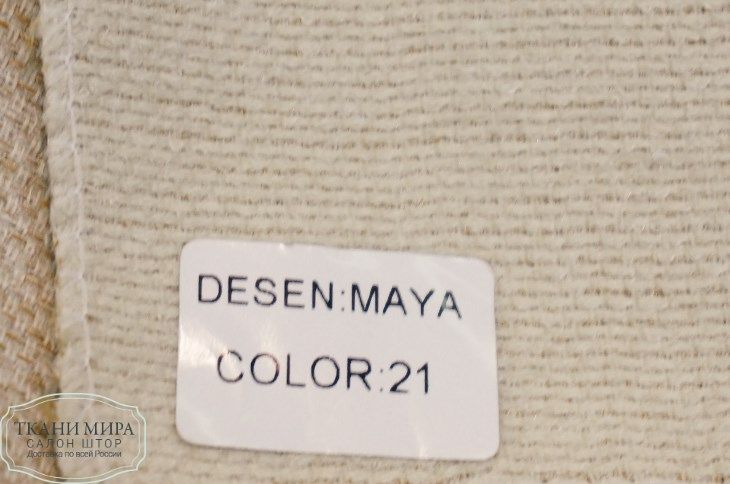 DESEN:MAYA
COLOR:21
ТКАНИ МИРА
САЛОН ШТОР
Доставка по всей России